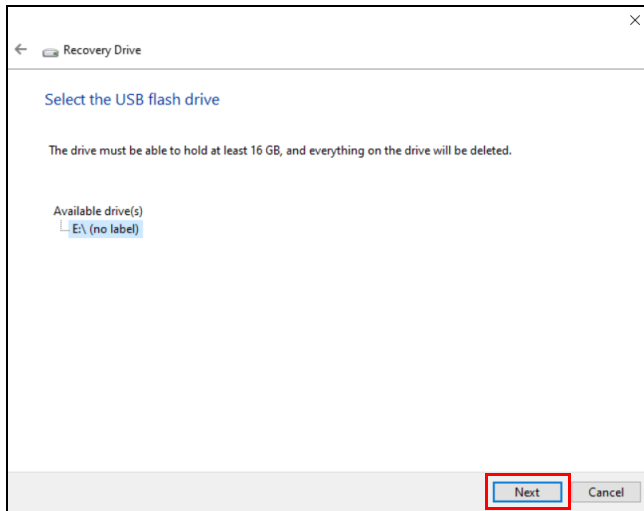 Recovery Drive
Select the USB flash drive
The drive must be able to hold at least 16 GB, and everything on the drive will be deleted.
Available drive(s)
E:\ (no label)
Next Cancel